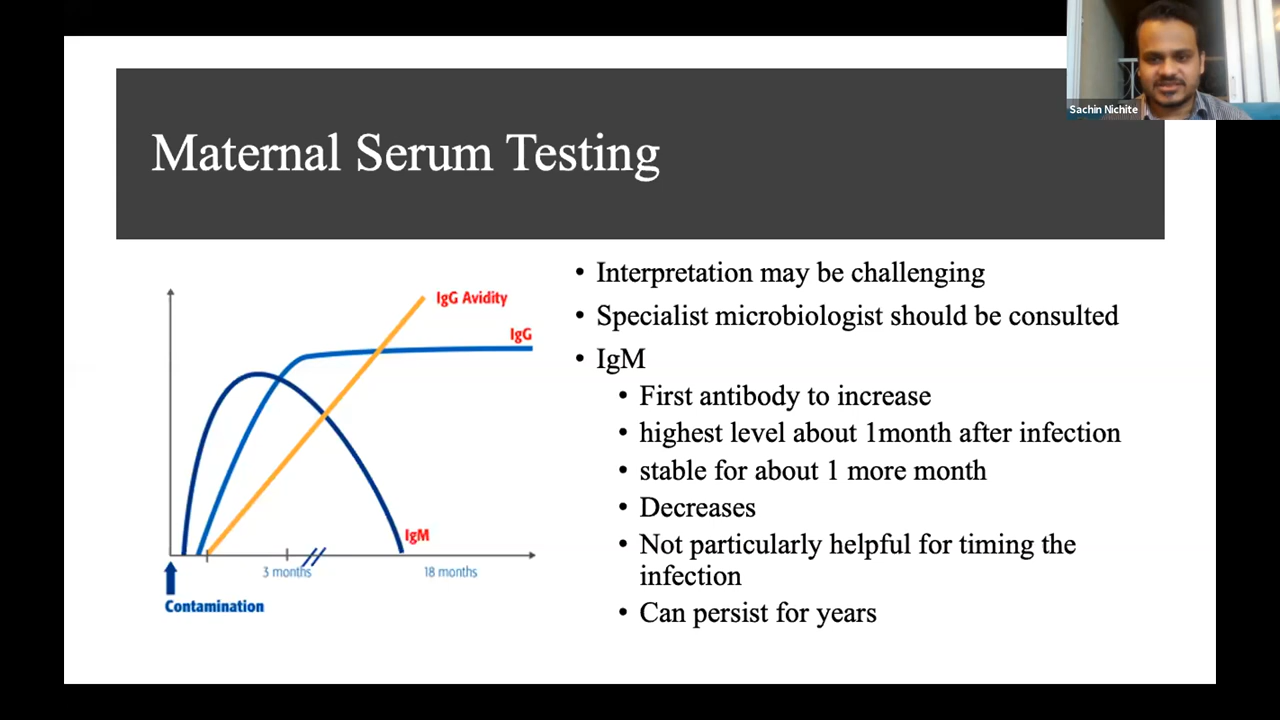 Sachin Nichite
Maternal Serum Testing
IgG Avidity
IgG
IgM
3 months
18 months
Contamination
• Interpretation may be challenging
• Specialist microbiologist should be consulted
• IgM
• First antibody to increase
• highest level about 1month after infection
• stable for about 1 more month
• Decreases
• Not particularly helpful for timing the
infection
• Can persist for years